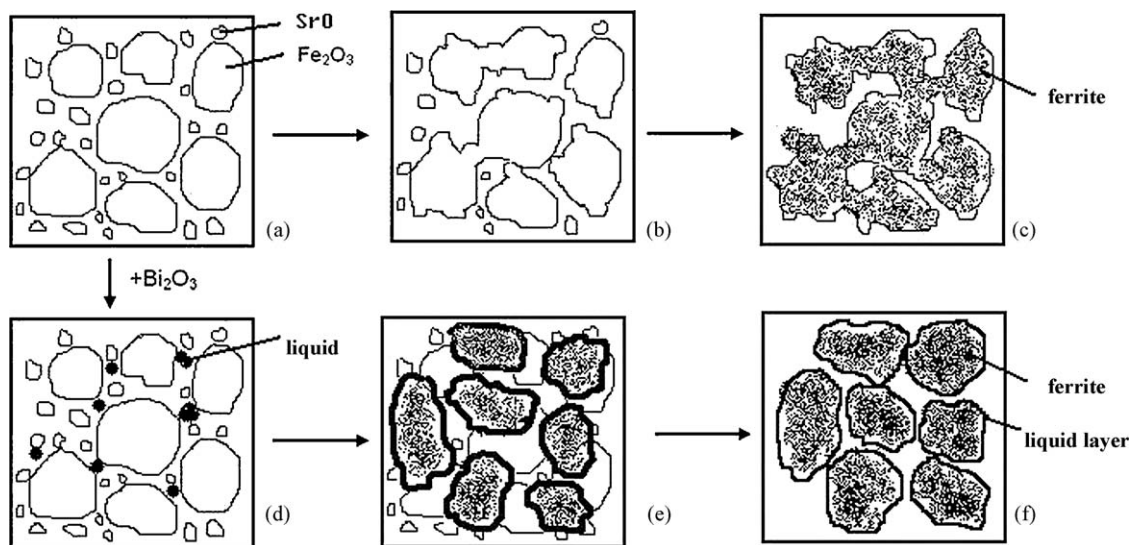 SrO
Fe₂O₃
ferrite
(a)
(b)
(c)
+Bi₂O₃
liquid
ferrite
liquid layer
(d)
(e)
(f)